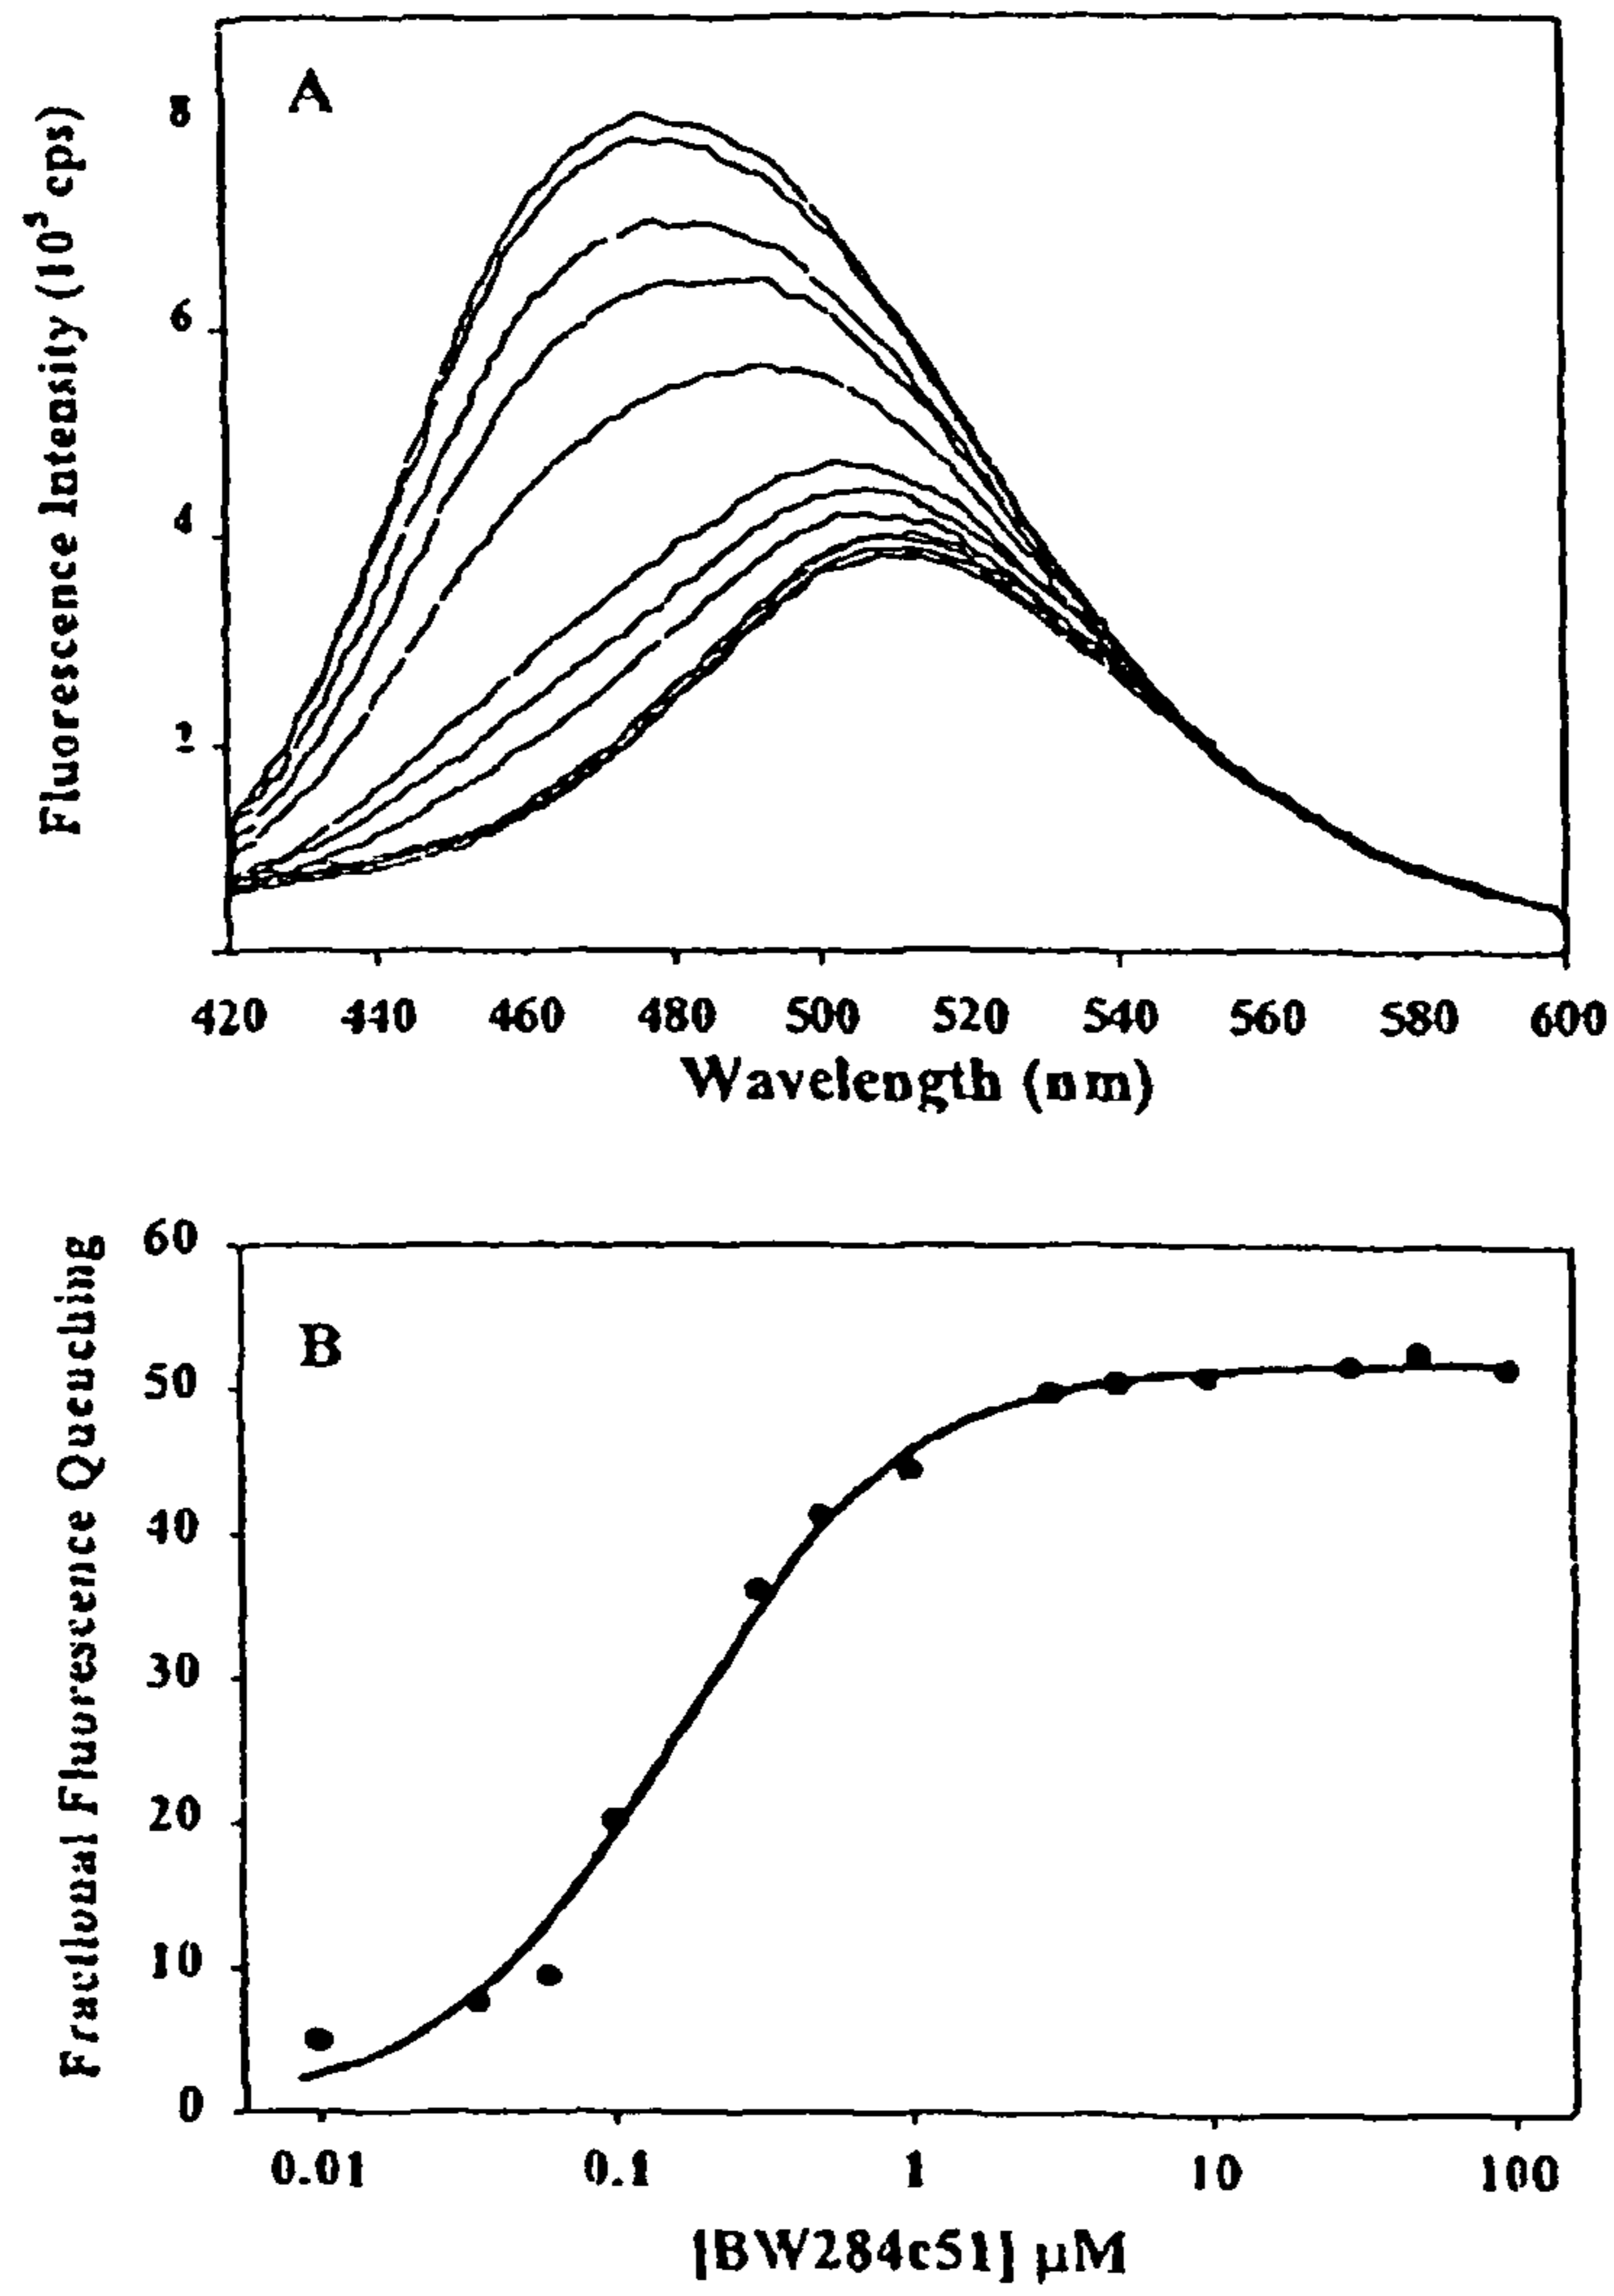 A
Fluorescence Intensity (10⁵ cps)
8
6
4
2
420 440 460 480 500 520 540 560 580 600
Wavelength (nm)
B
Fractional Fluorescence Quenching
60
50
40
30
20
10
0
0.01 0.1 1 10 100
[BW284c51] µM